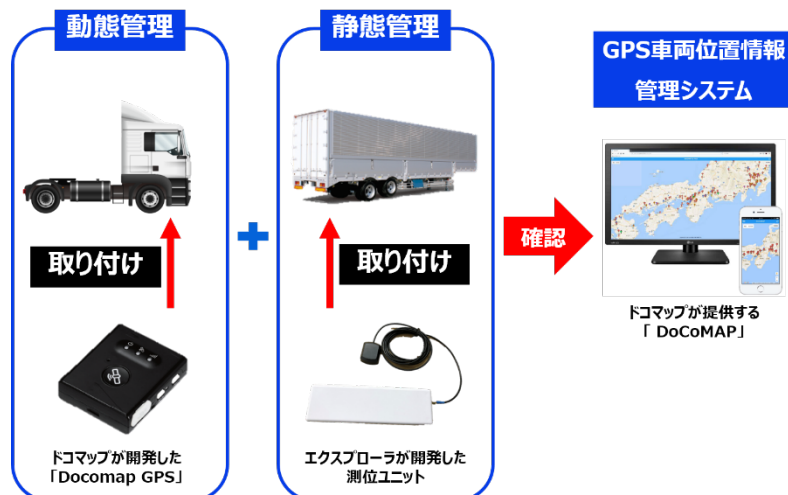 動態管理
取り付け
ドコマップが開発した
「Docomap GPS」
静態管理
取り付け
エクスプローラが開発した
測位ユニット
確認
GPS車両位置情報
管理システム
ドコマップが提供する
「 DoCoMAP」